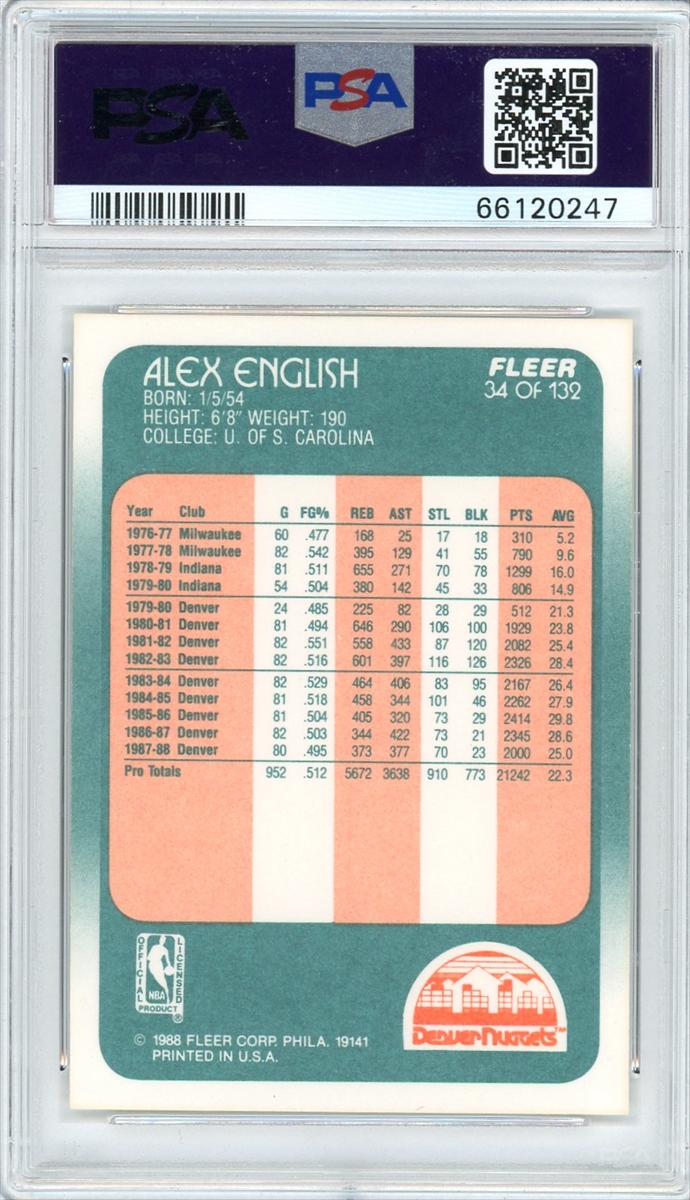 PSA
PSA
66120247
ALEX ENGLISH
FLEER
BORN: 1/5/54
34 OF 132
HEIGHT: 6'8" WEIGHT: 190
COLLEGE: U. OF S. CAROLINA
Year Club G FG% REB AST STL BLK PTS AVG
1976-77 Milwaukee 60 .477 168 25 17 18 310 5.2
1977-78 Milwaukee 82 .542 395 129 41 55 790 9.6
1978-79 Indiana 81 .511 655 271 70 78 1299 16.0
1979-80 Indiana 54 .504 380 142 45 33 806 14.9
1979-80 Denver 24 .485 225 82 28 29 512 21.3
1980-81 Denver 81 .494 646 290 106 100 1929 23.8
1981-82 Denver 82 .551 558 433 87 120 2082 25.4
1982-83 Denver 82 .516 601 397 116 126 2326 28.4
1983-84 Denver 82 .529 464 406 83 95 2167 26.4
1984-85 Denver 81 .518 458 344 101 46 2262 27.9
1985-86 Denver 81 .504 405 320 73 29 2414 29.8
1986-87 Denver 82 .503 344 422 73 21 2345 28.6
1987-88 Denver 80 .495 373 377 70 23 2000 25.0
Pro Totals 952 .512 5672 3638 910 773 21242 22.3
OFFICIAL LICENSED
NBA
PRODUCT ®
Denver Nuggets™
© 1988 FLEER CORP. PHILA. 19141
PRINTED IN U.S.A.
PSA